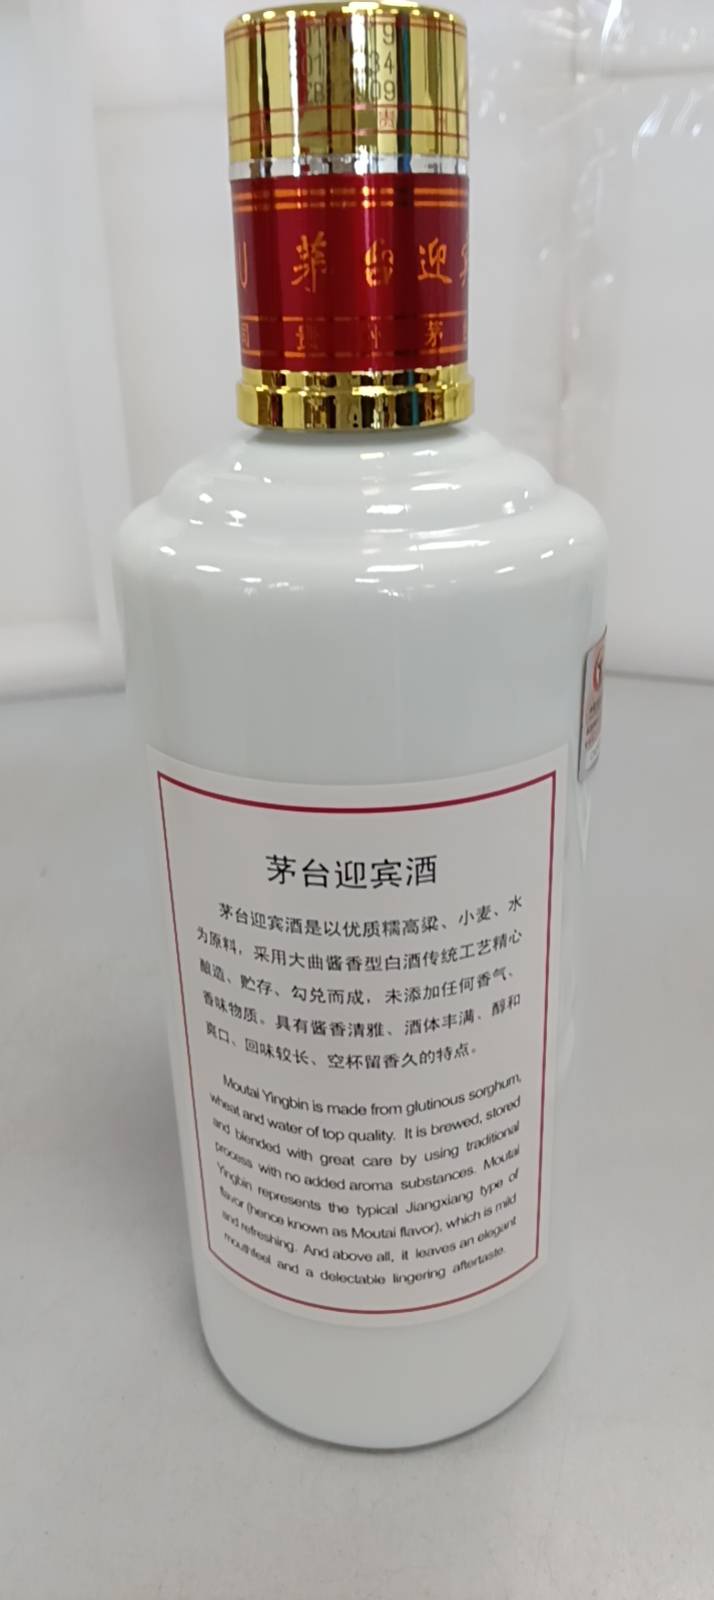 茅台迎
贵州茅
茅台迎宾酒
茅台迎宾酒是以优质糯高粱、小麦、水
为原料，采用大曲酱香型白酒传统工艺精心
酿造、贮存、勾兑而成，未添加任何香气、
香味物质。具有酱香清雅、酒体丰满、醇和
爽口、回味较长、空杯留香久的特点。
Moutai Yingbin is made from glutinous sorghum,
wheat and water of top quality. It is brewed, stored
and blended with great care by using traditional
process with no added aroma substances. Moutai
Yingbin represents the typical Jiangxiang type of
flavor (hence known as Moutai flavor), which is mild
and refreshing. And above all, it leaves an elegant
mouthfeel and a delectable lingering aftertaste.